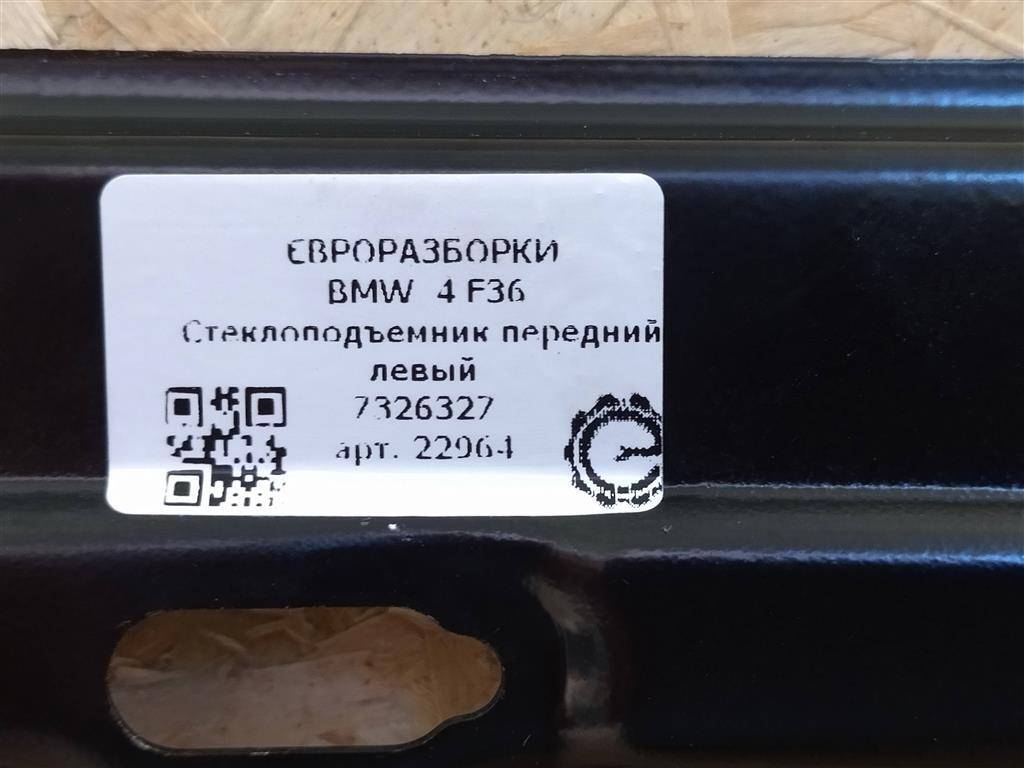 ЕВРОРАЗБОРКИ
BMW 4 F36
Стеклоподъемник передний
левый
7326327
арт. 22964